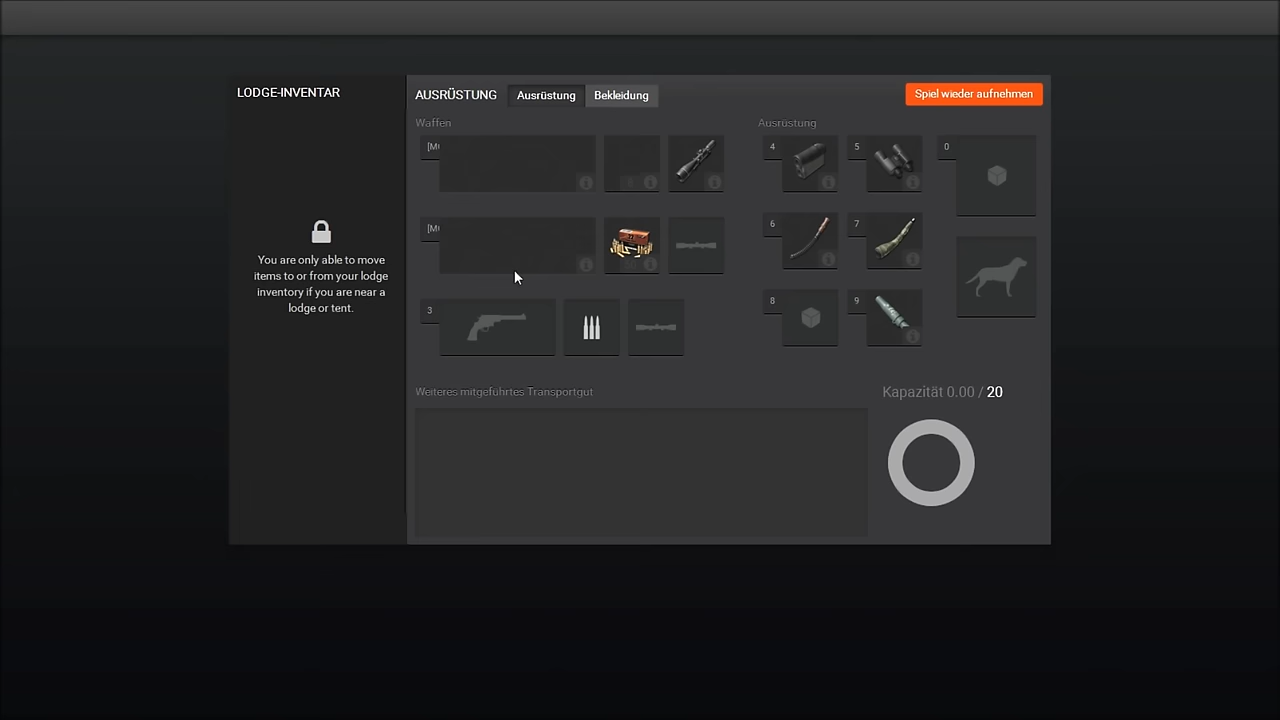 LODGE-INVENTAR
You are only able to move
items to or from your lodge
inventory if you are near a
lodge or tent.
AUSRÜSTUNG
Ausrüstung
Bekleidung
Spiel wieder aufnehmen
Waffen
Ausrüstung
4
5
0
6
7
3
8
9
Weiteres mitgeführtes Transportgut
Kapazität 0.00 / 20